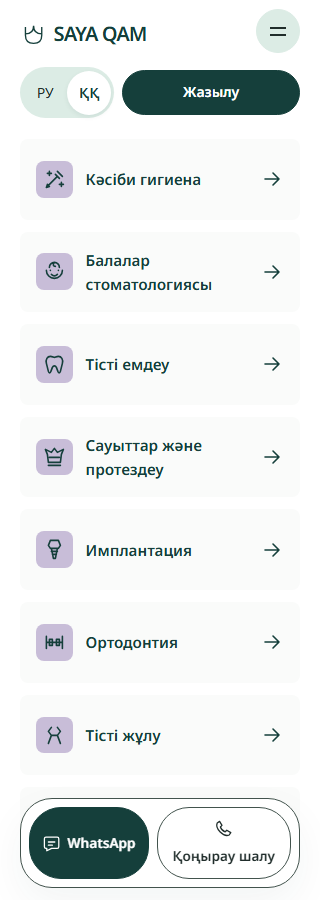 SAYA QAM
РУ
ҚҚ
Жазылу
Кәсіби гигиена
Балалар
стоматологиясы
Тісті емдеу
Сауыттар және
протездеу
Имплантация
Ортодонтия
Тісті жұлу
WhatsApp
Қоңырау шалу